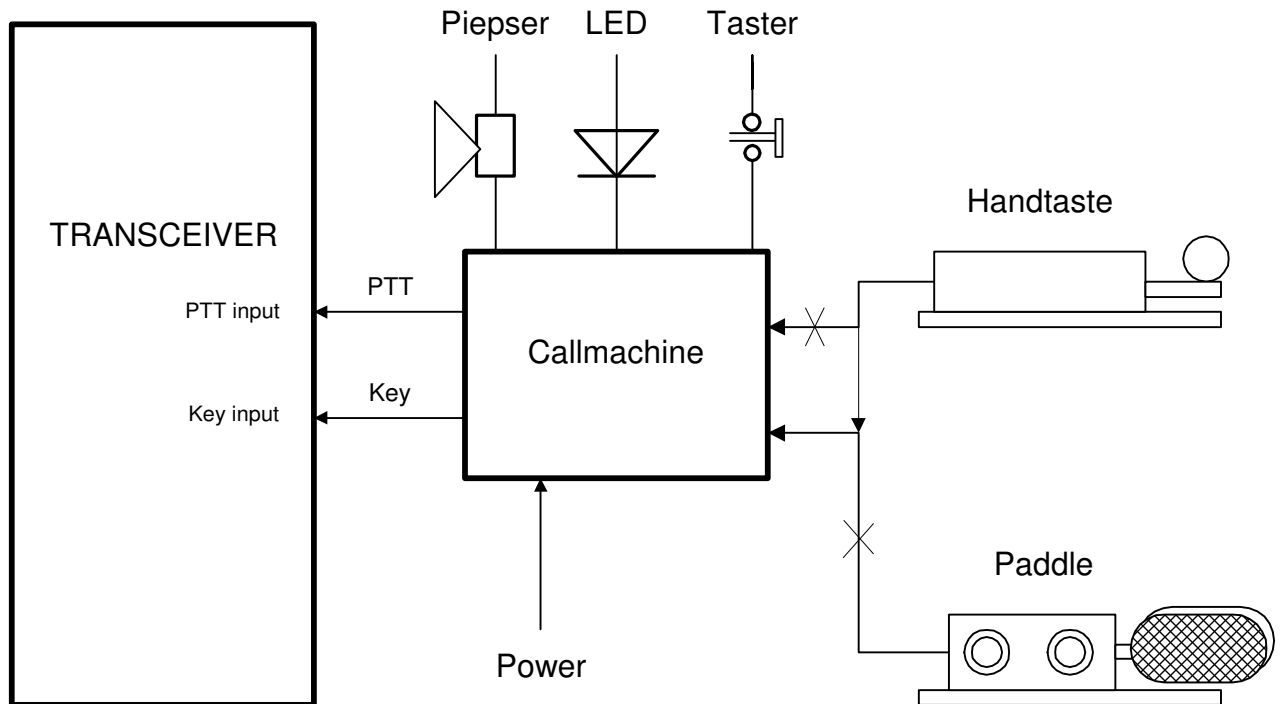 Piepser
LED
Taster
Handtaste
TRANSCEIVER
PTT
PTT input
Callmachine
Key
Key input
Paddle
Power